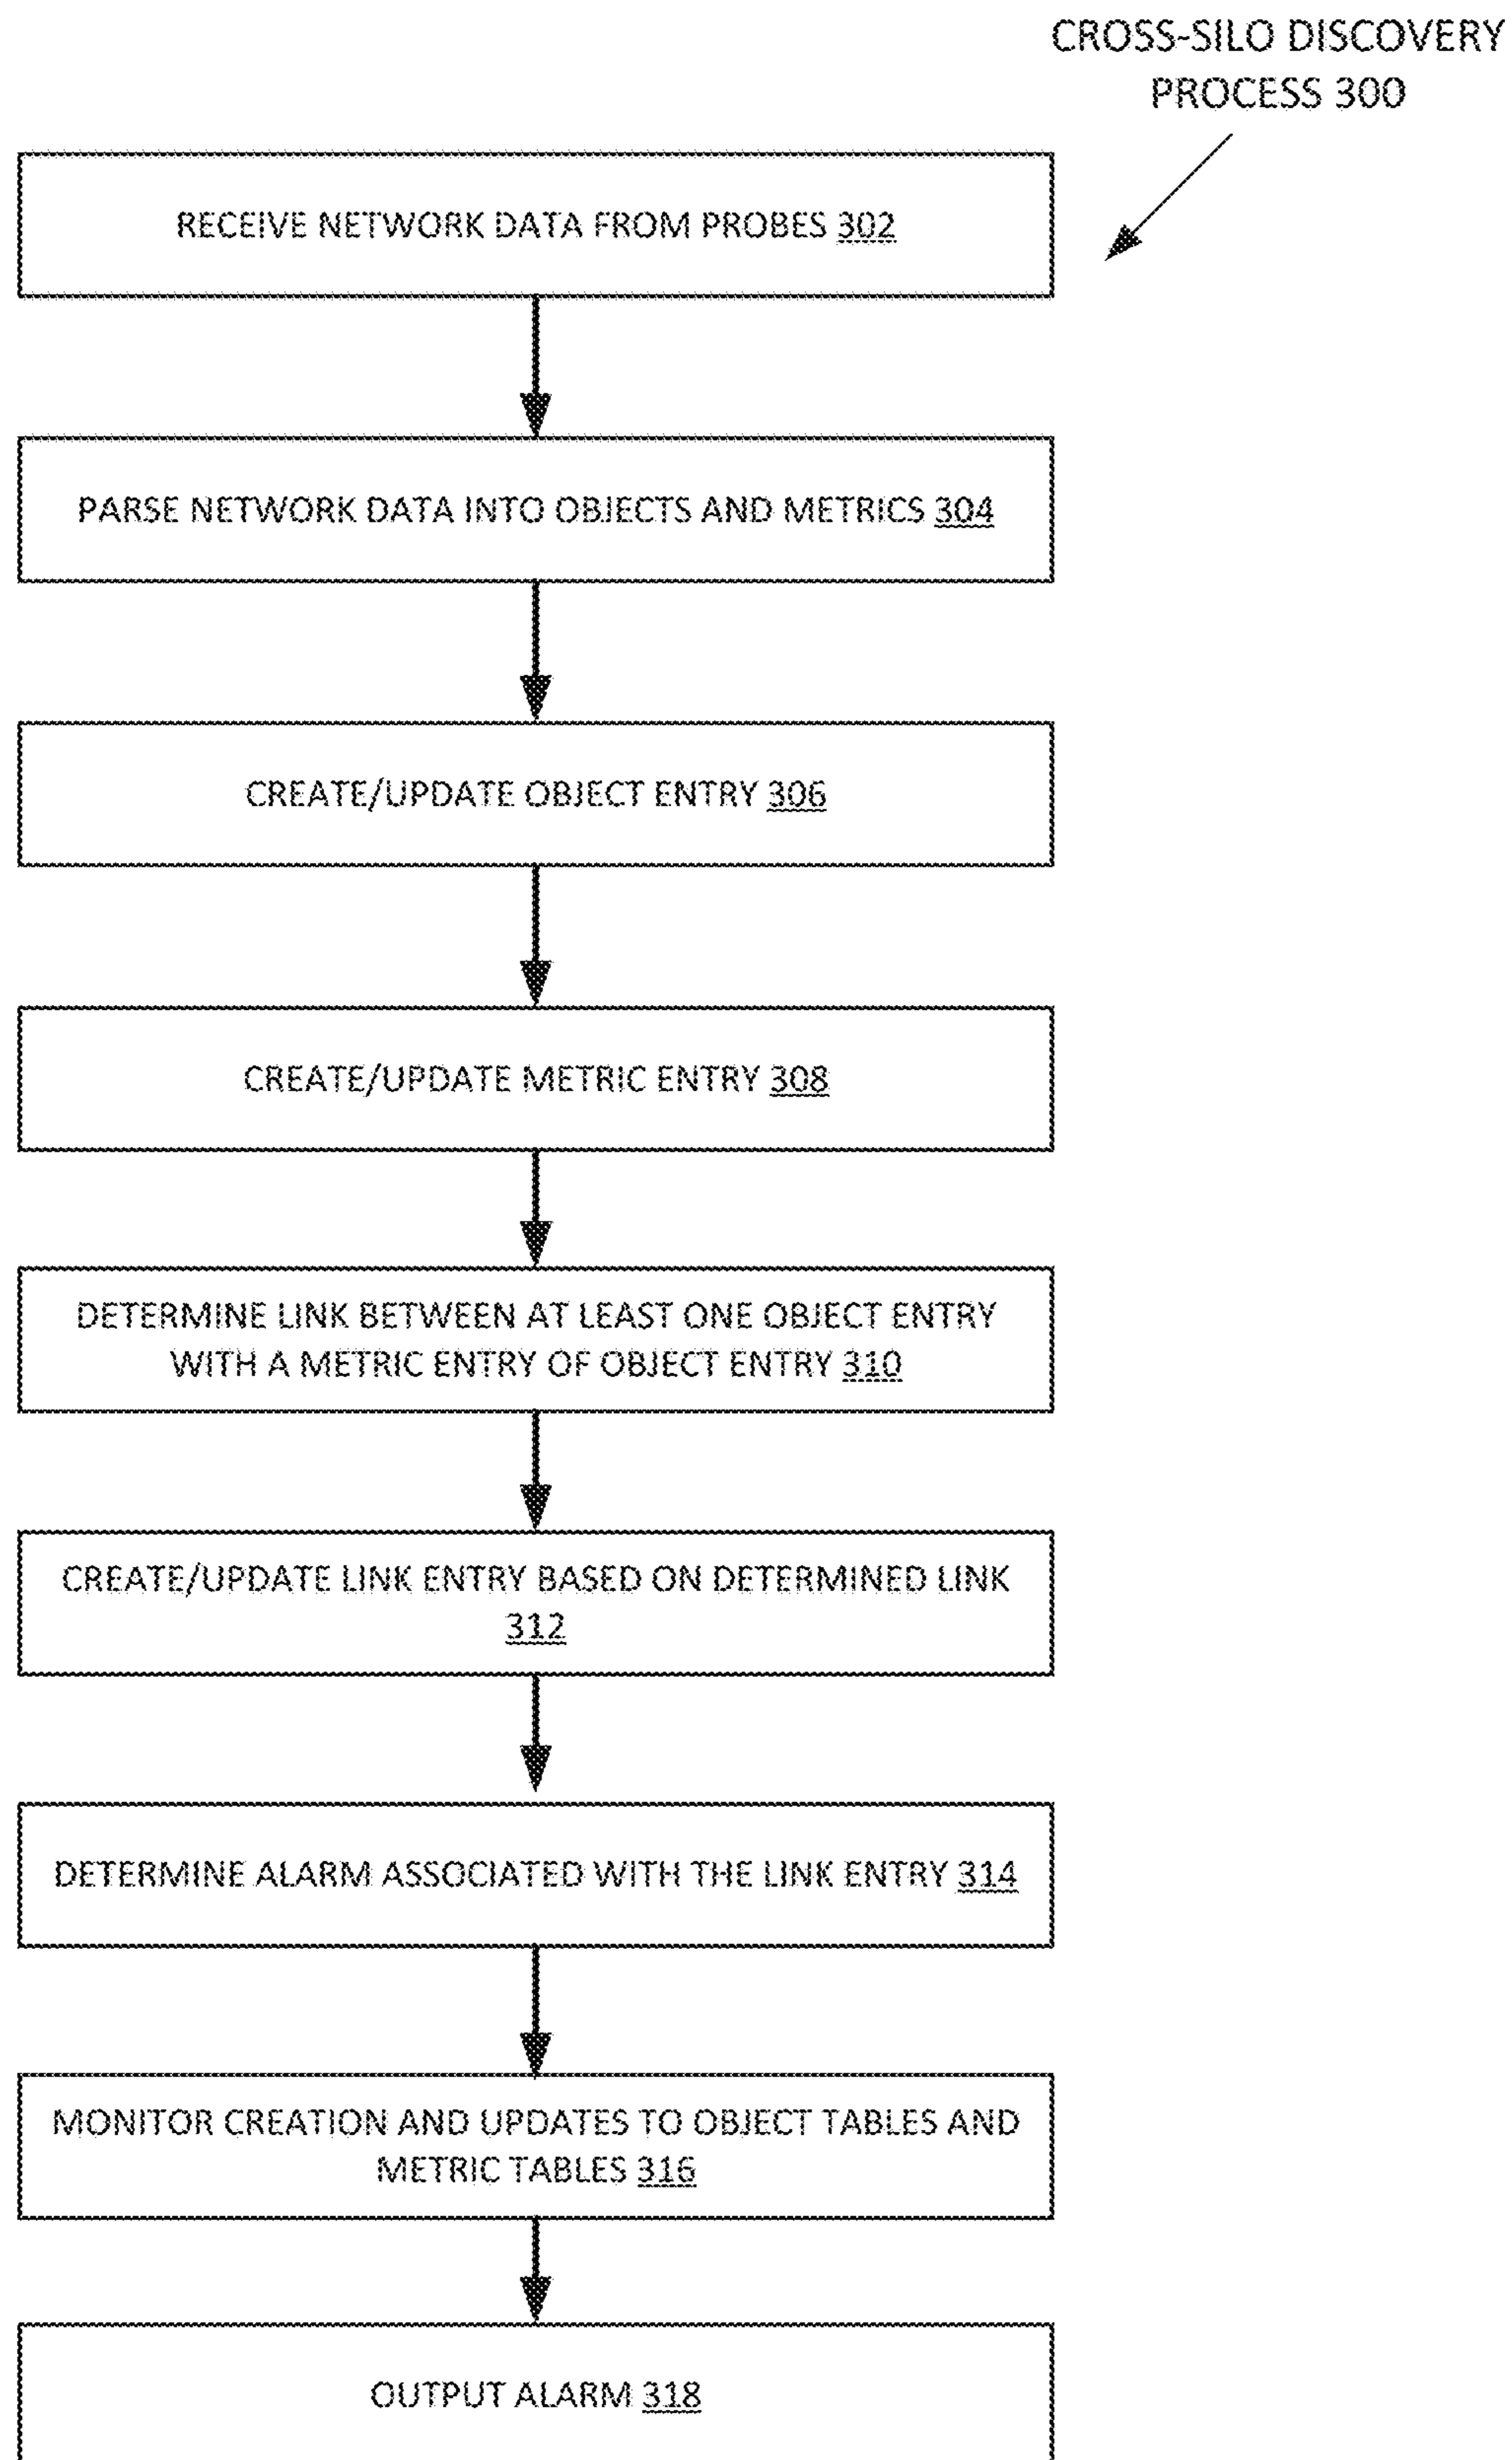 CROSS-SILO DISCOVERY
PROCESS 300
RECEIVE NETWORK DATA FROM PROBES 302
PARSE NETWORK DATA INTO OBJECTS AND METRICS 304
CREATE/UPDATE OBJECT ENTRY 306
CREATE/UPDATE METRIC ENTRY 308
DETERMINE LINK BETWEEN AT LEAST ONE OBJECT ENTRY
WITH A METRIC ENTRY OF OBJECT ENTRY 310
CREATE/UPDATE LINK ENTRY BASED ON DETERMINED LINK
312
DETERMINE ALARM ASSOCIATED WITH THE LINK ENTRY 314
MONITOR CREATION AND UPDATES TO OBJECT TABLES AND
METRIC TABLES 316
OUTPUT ALARM 318